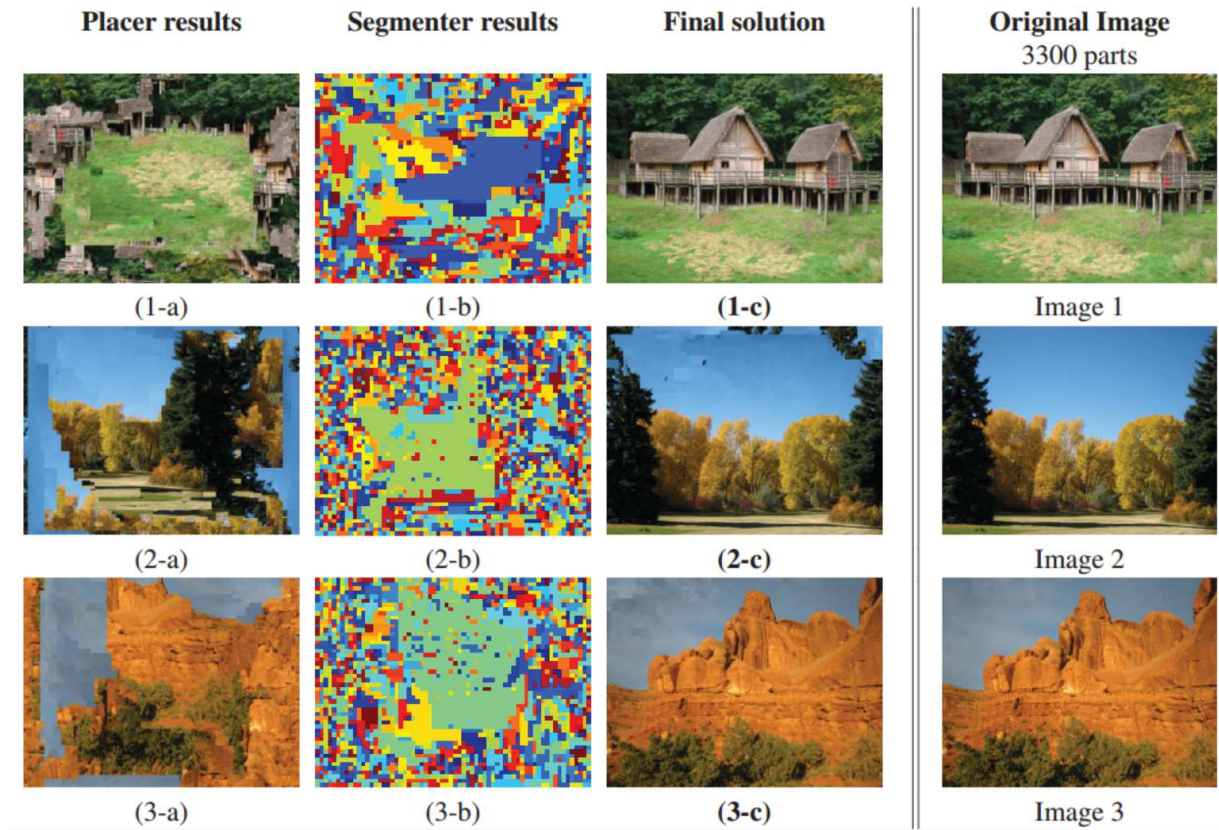 Placer results Segmenter results Final solution Original Image
3300 parts
(1-a) (1-b) (1-c) Image 1
(2-a) (2-b) (2-c) Image 2
(3-a) (3-b) (3-c) Image 3